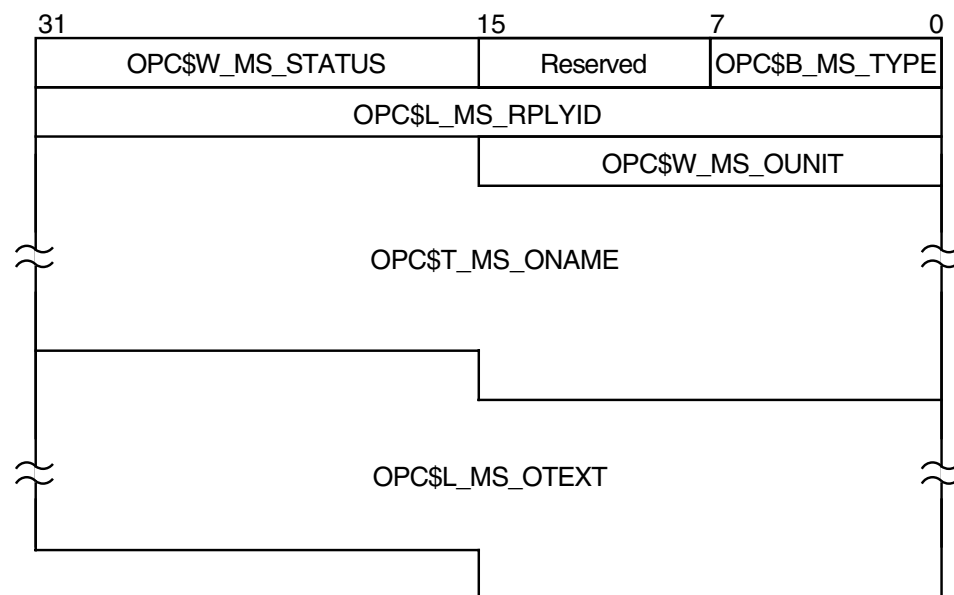 31 15 7 0
OPC$W_MS_STATUS Reserved OPC$B_MS_TYPE
OPC$L_MS_RPLYID
OPC$W_MS_OUNIT
OPC$T_MS_ONAME
OPC$L_MS_OTEXT